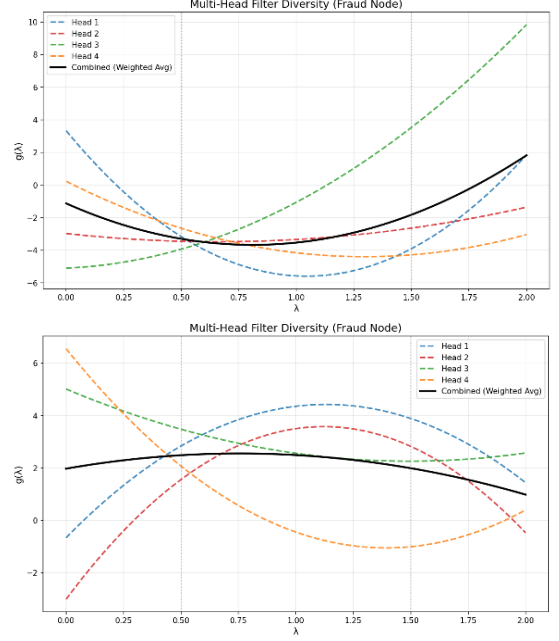 Multi-Head Filter Diversity (Fraud Node)
Head 1
Head 2
Head 3
Head 4
Combined (Weighted Avg)
10
8
6
4
2
0
−2
−4
−6
g(λ)
0.00 0.25 0.50 0.75 1.00 1.25 1.50 1.75 2.00
λ
Multi-Head Filter Diversity (Fraud Node)
Head 1
Head 2
Head 3
Head 4
Combined (Weighted Avg)
6
4
2
0
−2
g(λ)
0.00 0.25 0.50 0.75 1.00 1.25 1.50 1.75 2.00
λ